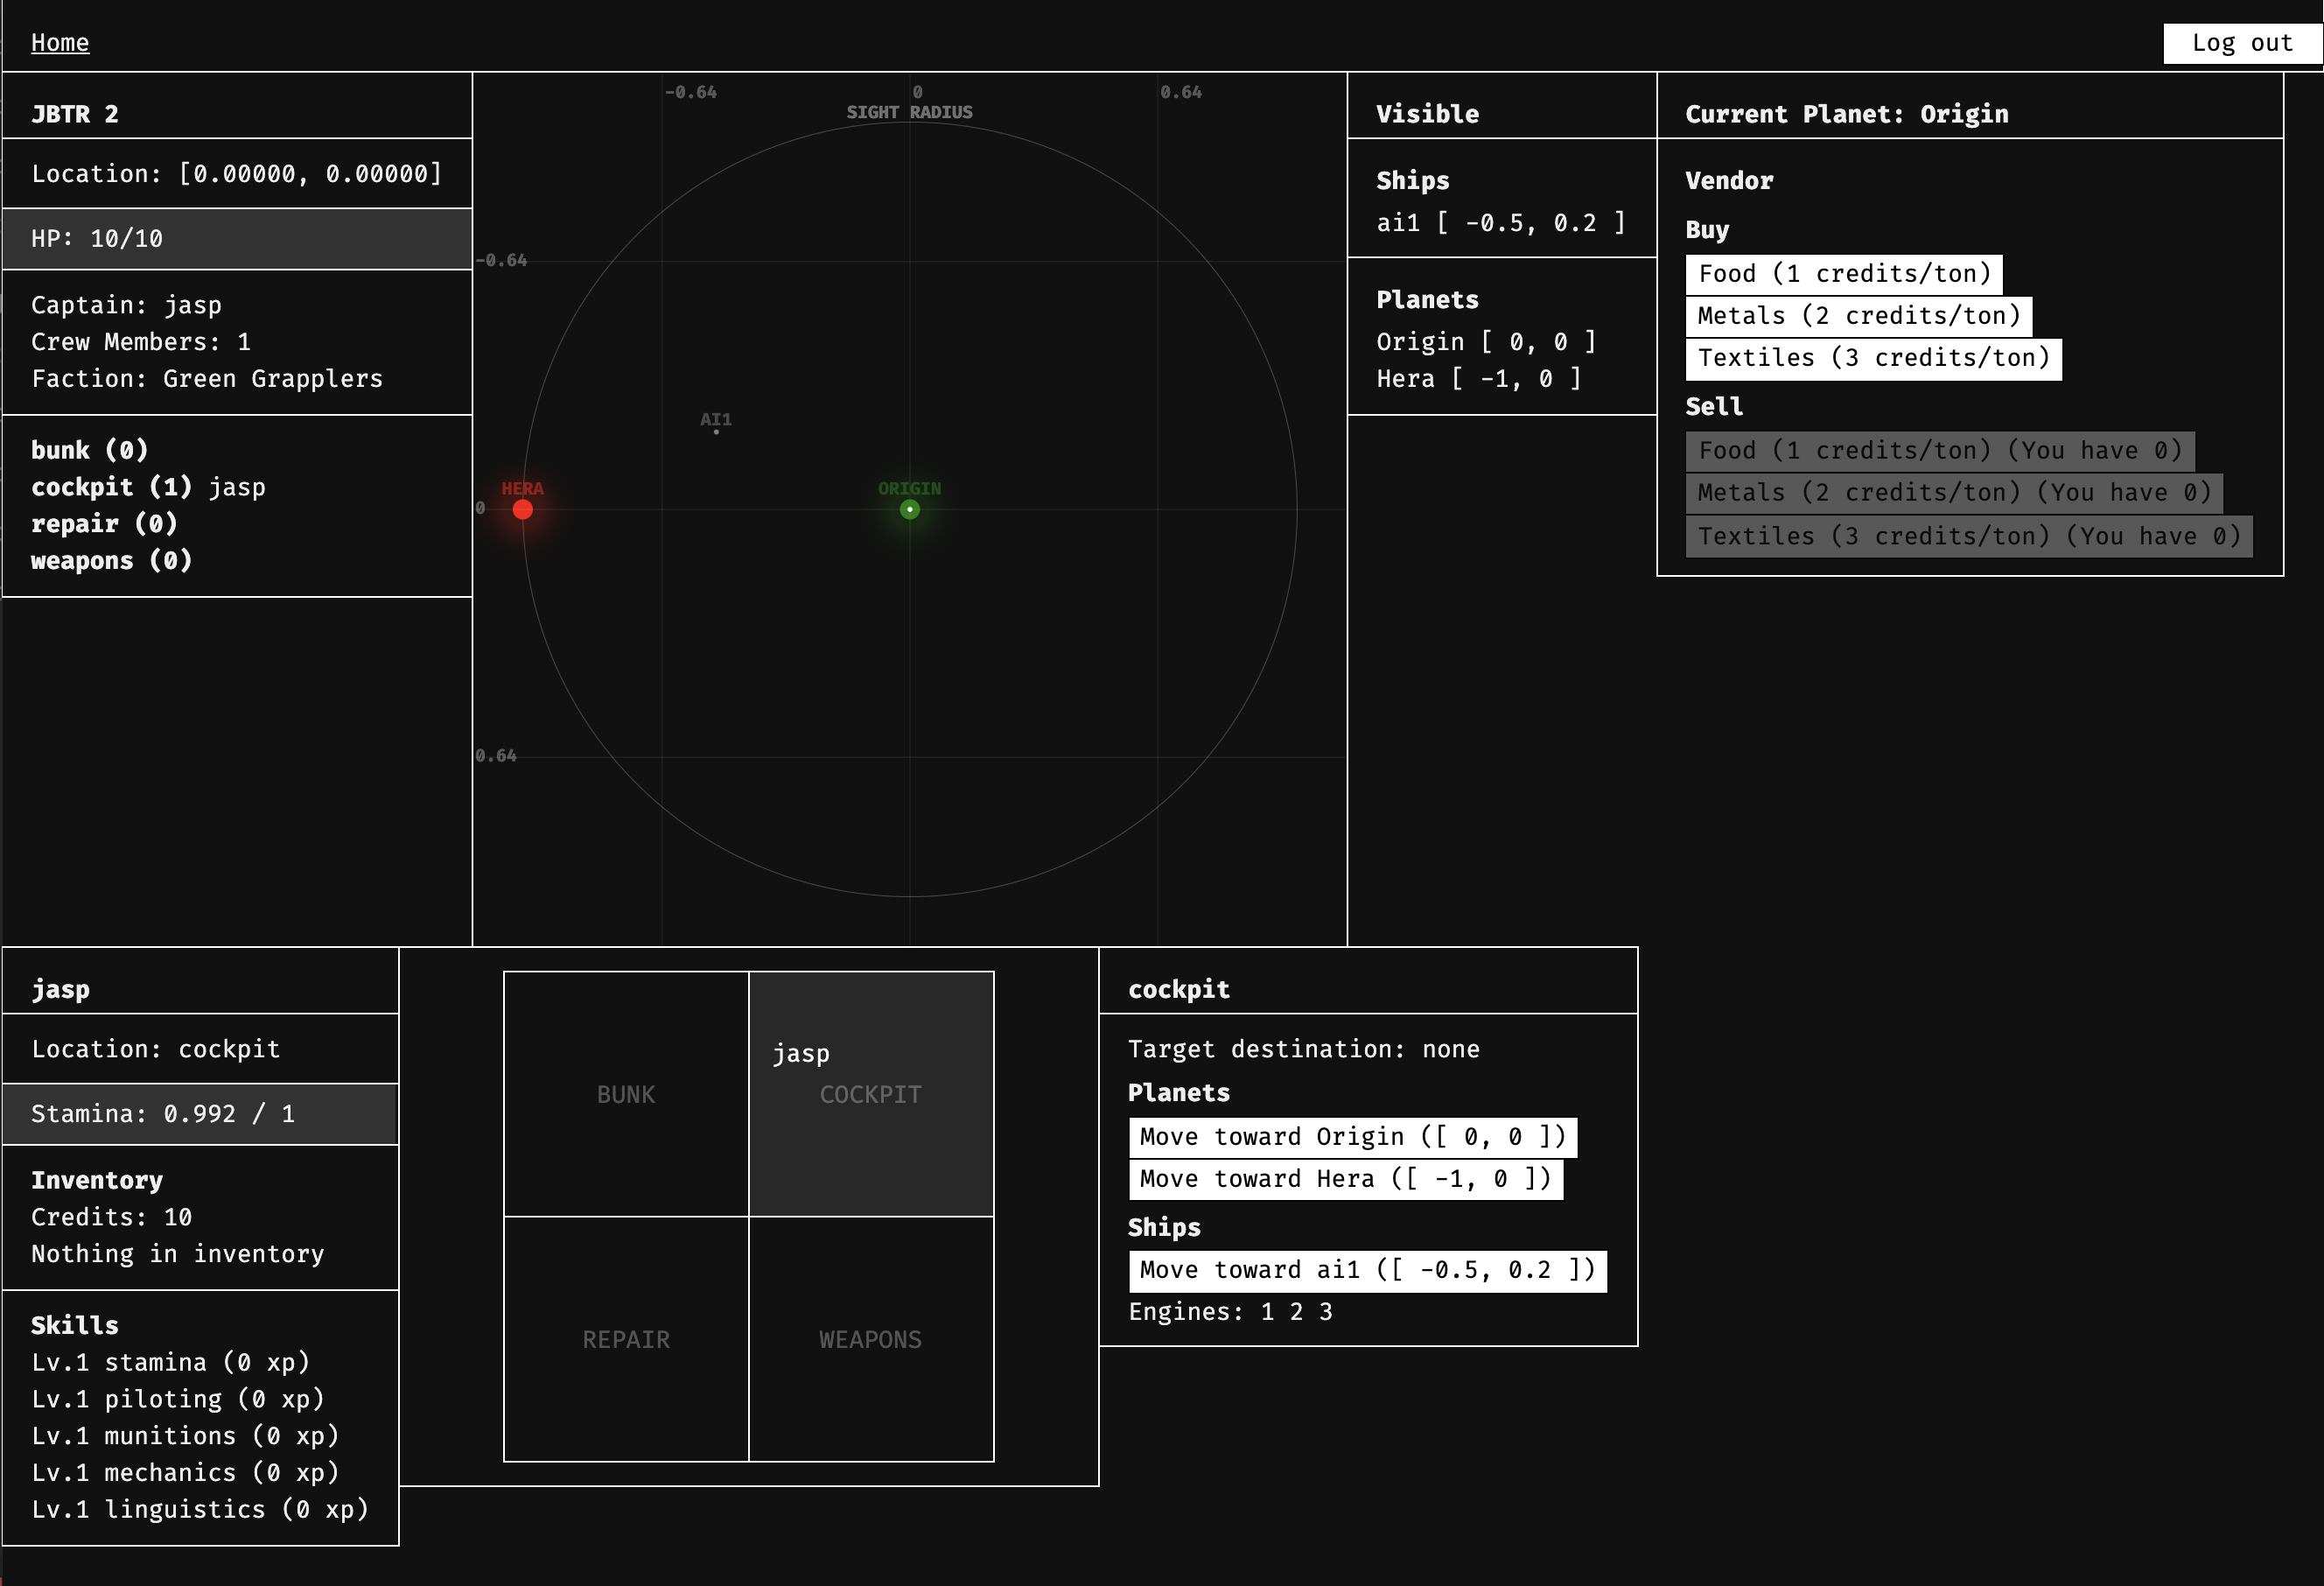 Home
Log out
JBTR 2
Location: [0.00000, 0.00000]
HP: 10/10
Captain: jasp
Crew Members: 1
Faction: Green Grapplers
bunk (0)
cockpit (1) jasp
repair (0)
weapons (0)
-0.64
0
0.64
SIGHT RADIUS
-0.64
AI1
HERA
ORIGIN
0
0.64
Visible
Ships
ai1 [ -0.5, 0.2 ]
Planets
Origin [ 0, 0 ]
Hera [ -1, 0 ]
Current Planet: Origin
Vendor
Buy
Food (1 credits/ton)
Metals (2 credits/ton)
Textiles (3 credits/ton)
Sell
Food (1 credits/ton) (You have 0)
Metals (2 credits/ton) (You have 0)
Textiles (3 credits/ton) (You have 0)
jasp
Location: cockpit
Stamina: 0.992 / 1
Inventory
Credits: 10
Nothing in inventory
Skills
Lv.1 stamina (0 xp)
Lv.1 piloting (0 xp)
Lv.1 munitions (0 xp)
Lv.1 mechanics (0 xp)
Lv.1 linguistics (0 xp)
jasp
BUNK
COCKPIT
REPAIR
WEAPONS
cockpit
Target destination: none
Planets
Move toward Origin ([ 0, 0 ])
Move toward Hera ([ -1, 0 ])
Ships
Move toward ai1 ([ -0.5, 0.2 ])
Engines: 1 2 3